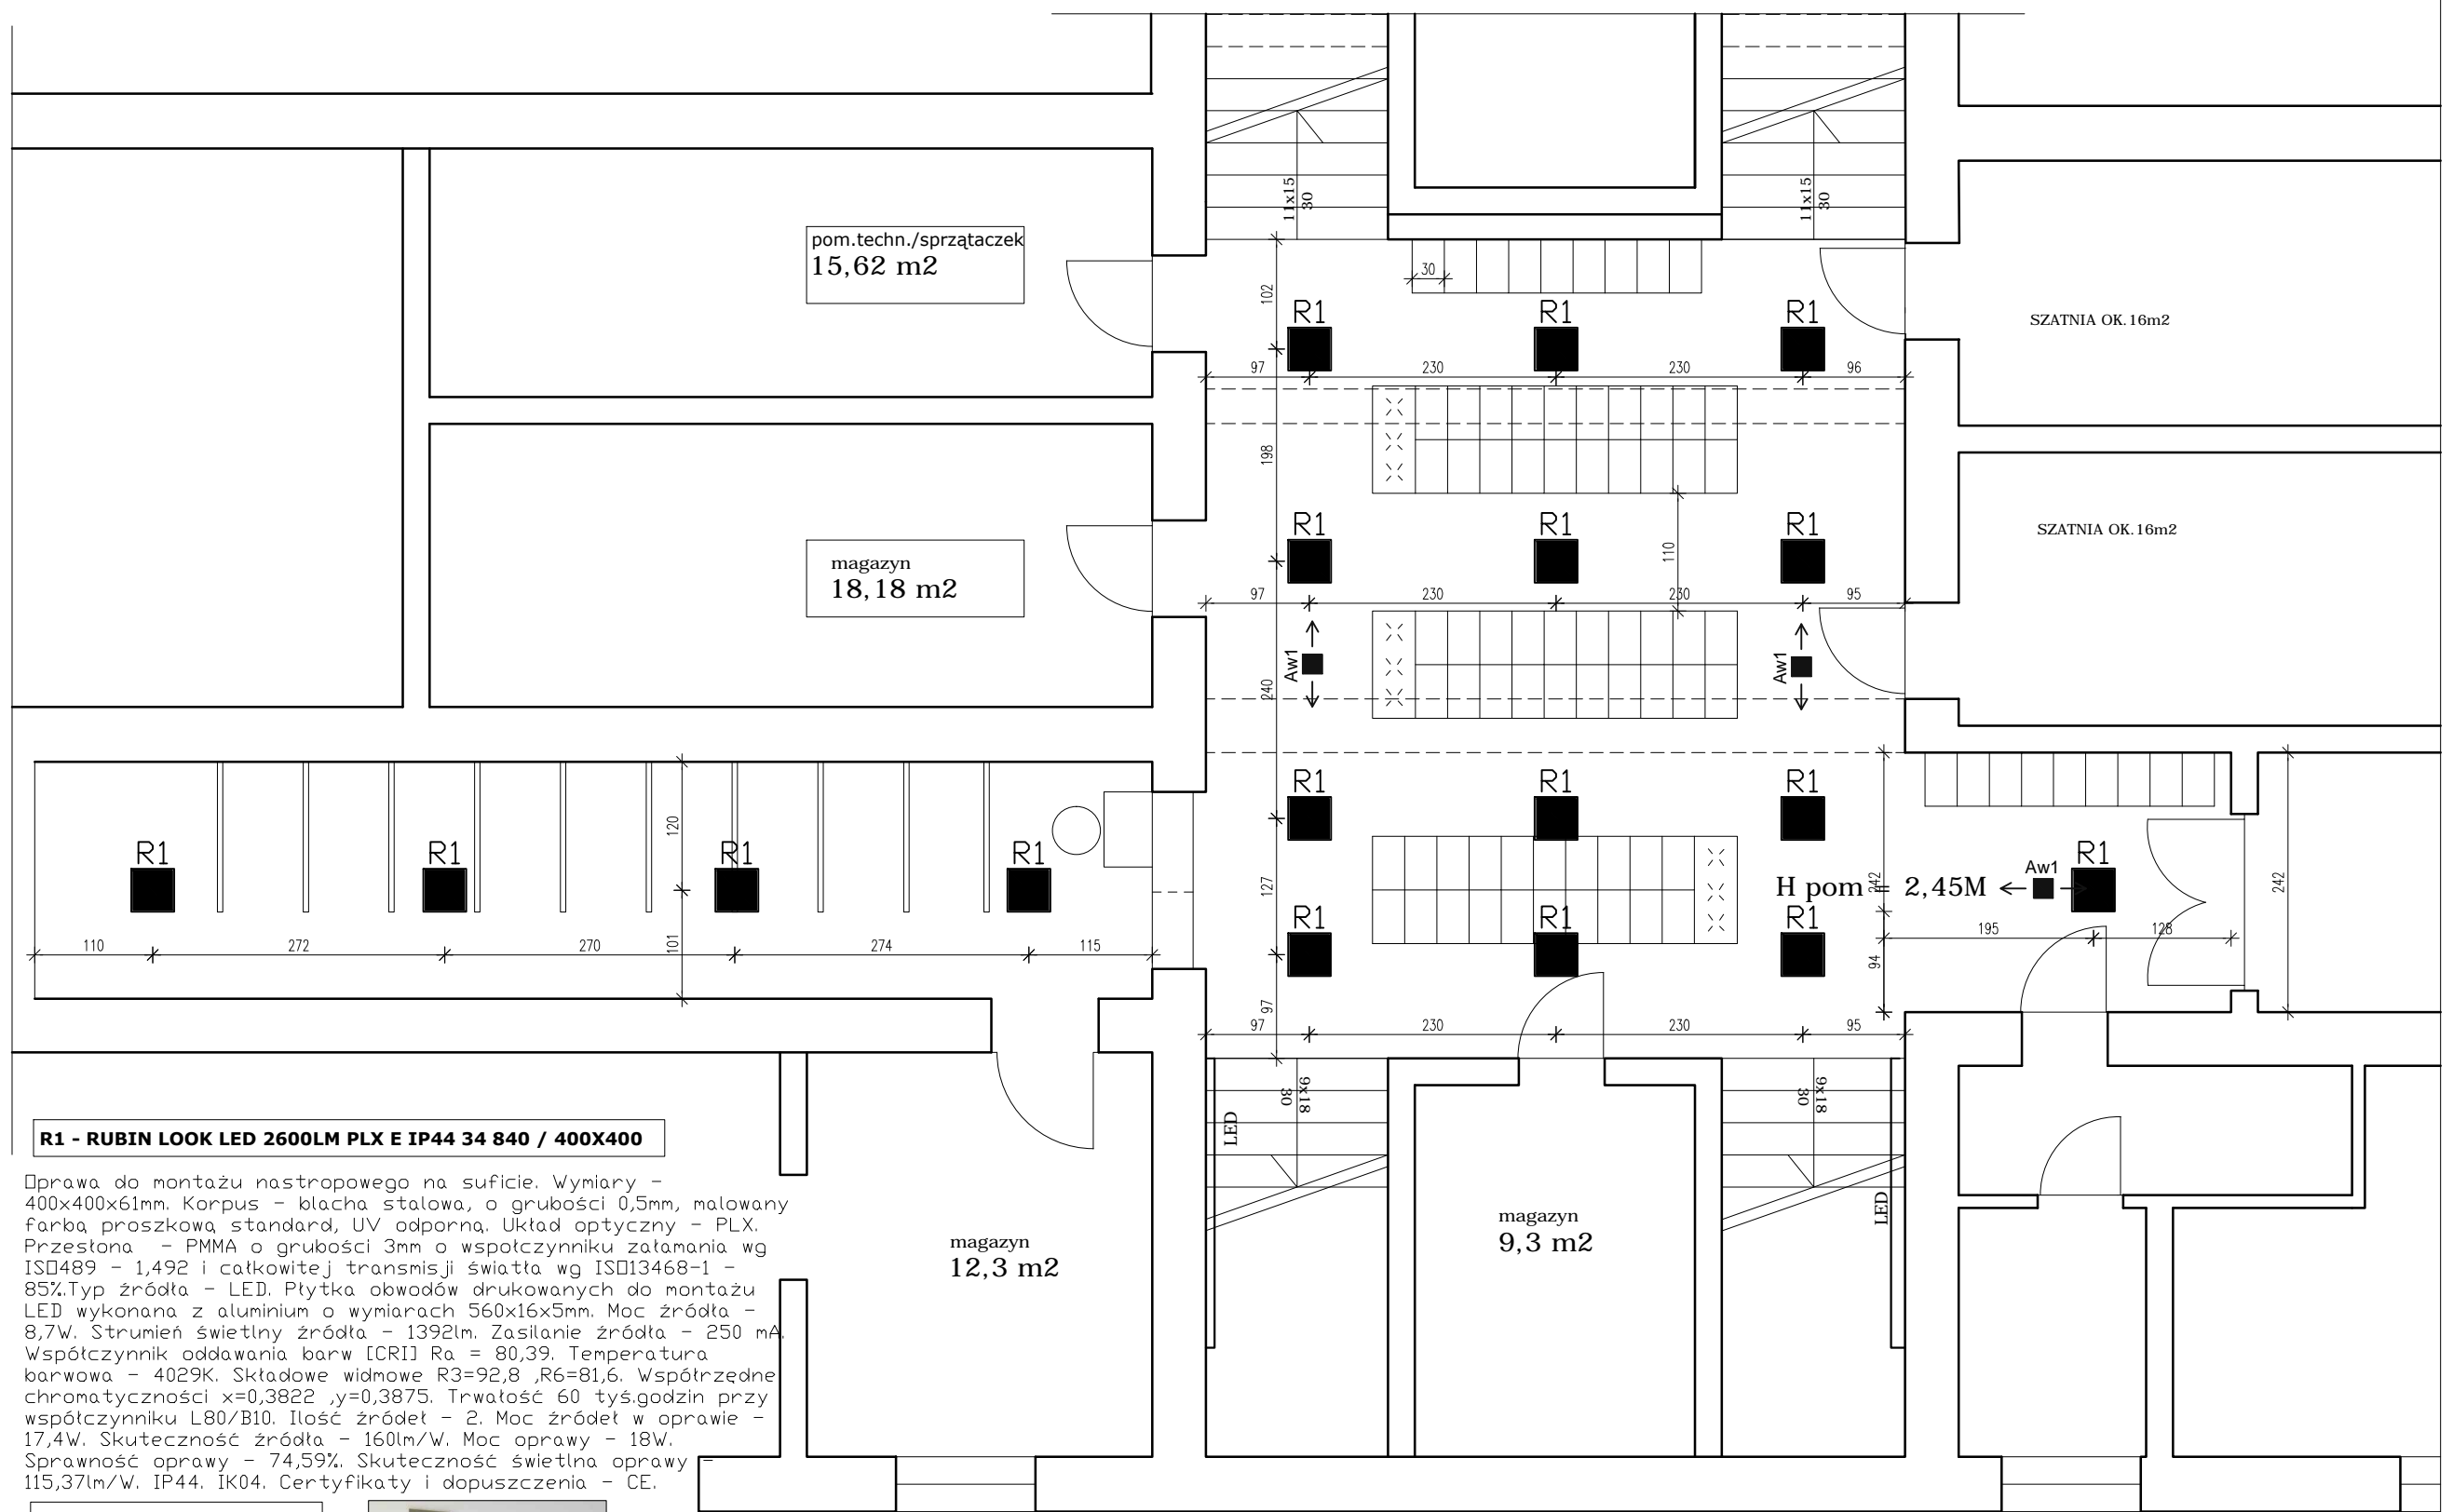 11x15
30
11x15
30
pom.techn./sprzątaczek
15,62 m2
30
102
R1
R1
R1
SZATNIA OK.16m2
97
230
230
96
198
R1
R1
R1
SZATNIA OK.16m2
magazyn
18,18 m2
110
97
230
230
95
Aw1
Aw1
240
R1
R1
R1
120
R1
R1
R1
R1
127
H pom = 2,45M
242
Aw1
R1
242
R1
R1
R1
110
272
270
101
274
115
195
128
94
97
97
230
230
95
9x18
30
9x18
30
LED
LED
R1 - RUBIN LOOK LED 2600LM PLX E IP44 34 840 / 400X400
Oprawa do montażu nastropowego na suficie. Wymiary -
400x400x61mm. Korpus - blacha stalowa, o grubości 0,5mm, malowany
farbą proszkową standard, UV odporną. Układ optyczny - PLX.
Przesłona - PMMA o grubości 3mm o wspołczynniku załamania wg
ISO489 - 1,492 i całkowitej transmisji światła wg ISO13468-1 -
85%.Typ źródła - LED. Płytka obwodów drukowanych do montażu
LED wykonana z aluminium o wymiarach 560x16x5mm. Moc źródła -
8,7W. Strumień świetlny źródła - 1392lm. Zasilanie źródła - 250 mA.
Współczynnik oddawania barw [CRI] Ra = 80,39. Temperatura
barwowa - 4029K. Składowe widmowe R3=92,8 ,R6=81,6. Współrzędne
chromatyczności x=0,3822 ,y=0,3875. Trwałość 60 tyś.godzin przy
współczynniku L80/B10. Ilość źródeł - 2. Moc źródeł w oprawie -
17,4W. Skuteczność źródła - 160lm/W. Moc oprawy - 18W.
Sprawność oprawy - 74,59%. Skuteczność świetlna oprawy -
115,37lm/W. IP44. IK04. Certyfikaty i dopuszczenia - CE.
magazyn
12,3 m2
magazyn
9,3 m2